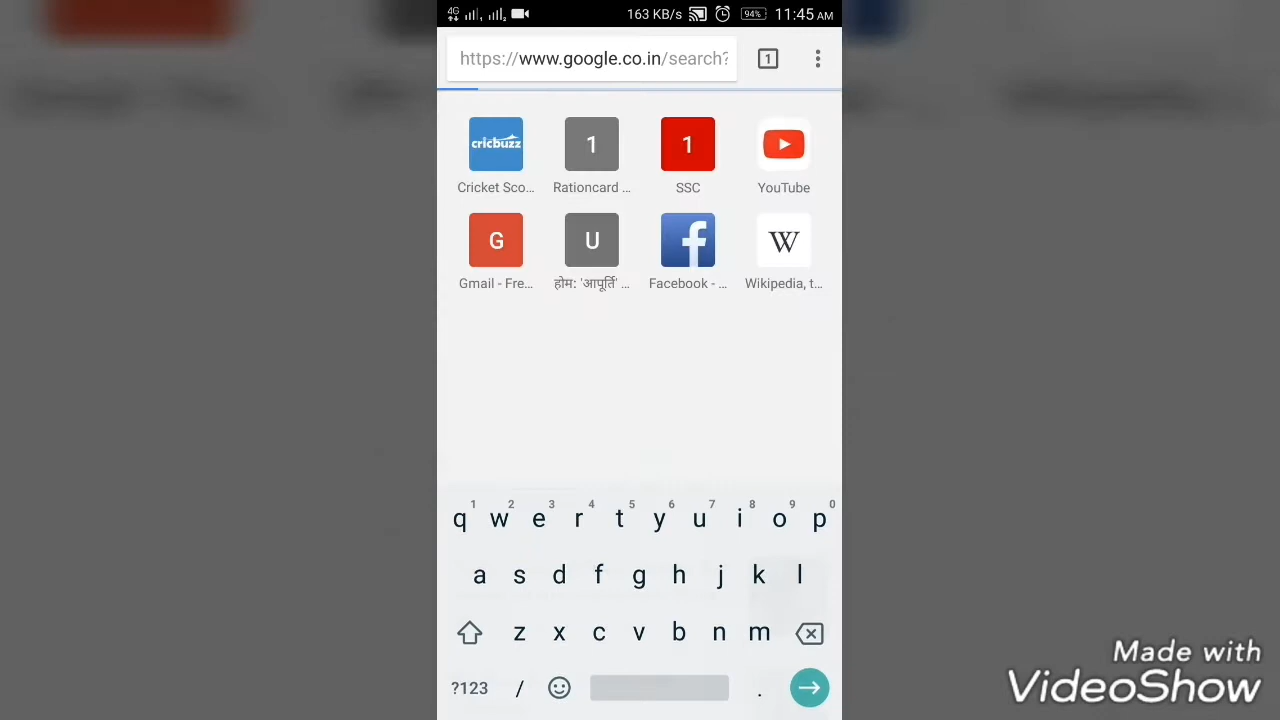 4G 163 KB/s 94% 11:45 AM
https://www.google.co.in/search? 1
cricbuzz 1 1
Cricket Sco... Rationcard ... SSC YouTube
G U f W
Gmail - Fre... होम: 'आपूर्ति' ... Facebook - ... Wikipedia, t...
1 2 3 4 5 6 7 8 9 0
q w e r t y u i o p
a s d f g h j k l
z x c v b n m
?123 / .
Made with
VideoShow